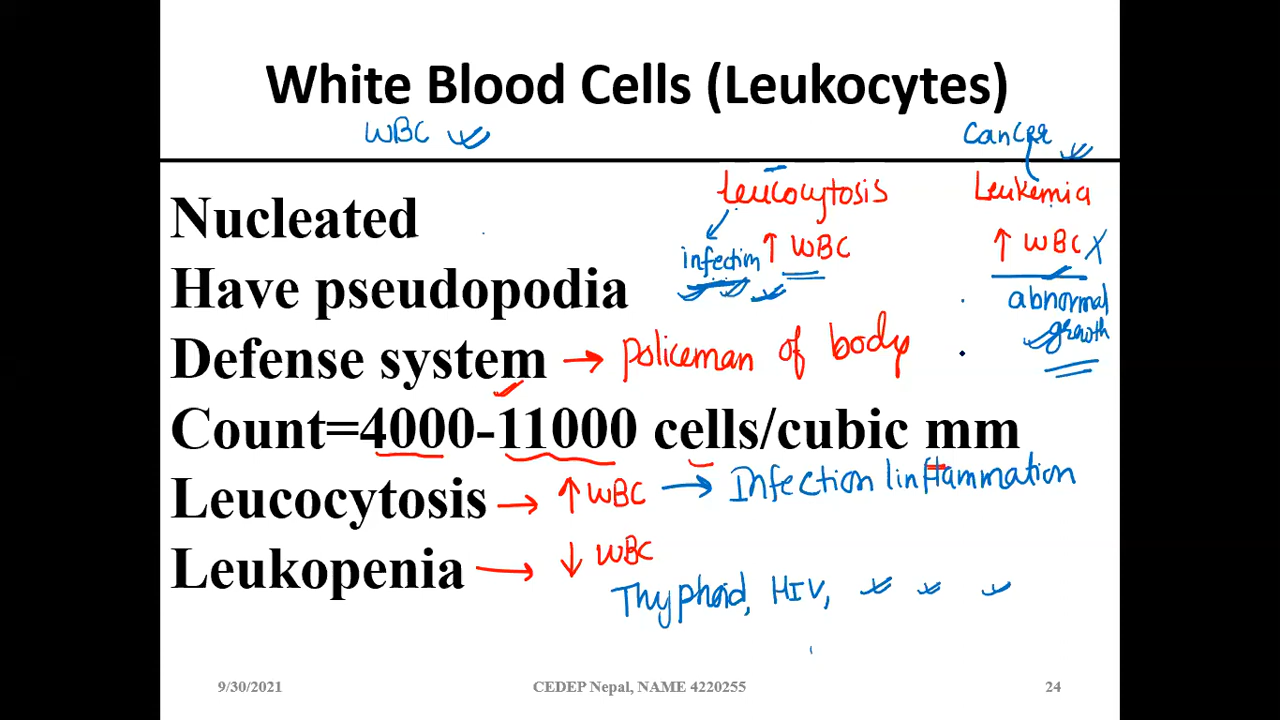 White Blood Cells (Leukocytes)
WBC
Cancer
Nucleated
leucocytosis
Leukemia
infection ↑ WBC
↑ WBC X
Have pseudopodia
abnormal
growth
Defense system → policeman of body
Count=4000-11000 cells/cubic mm
Leucocytosis → ↑ WBC → Infection linflammation
Leukopenia → ↓ WBC
Thyphoid, HIV,
9/30/2021
CEDEP Nepal, NAME 4220255
24